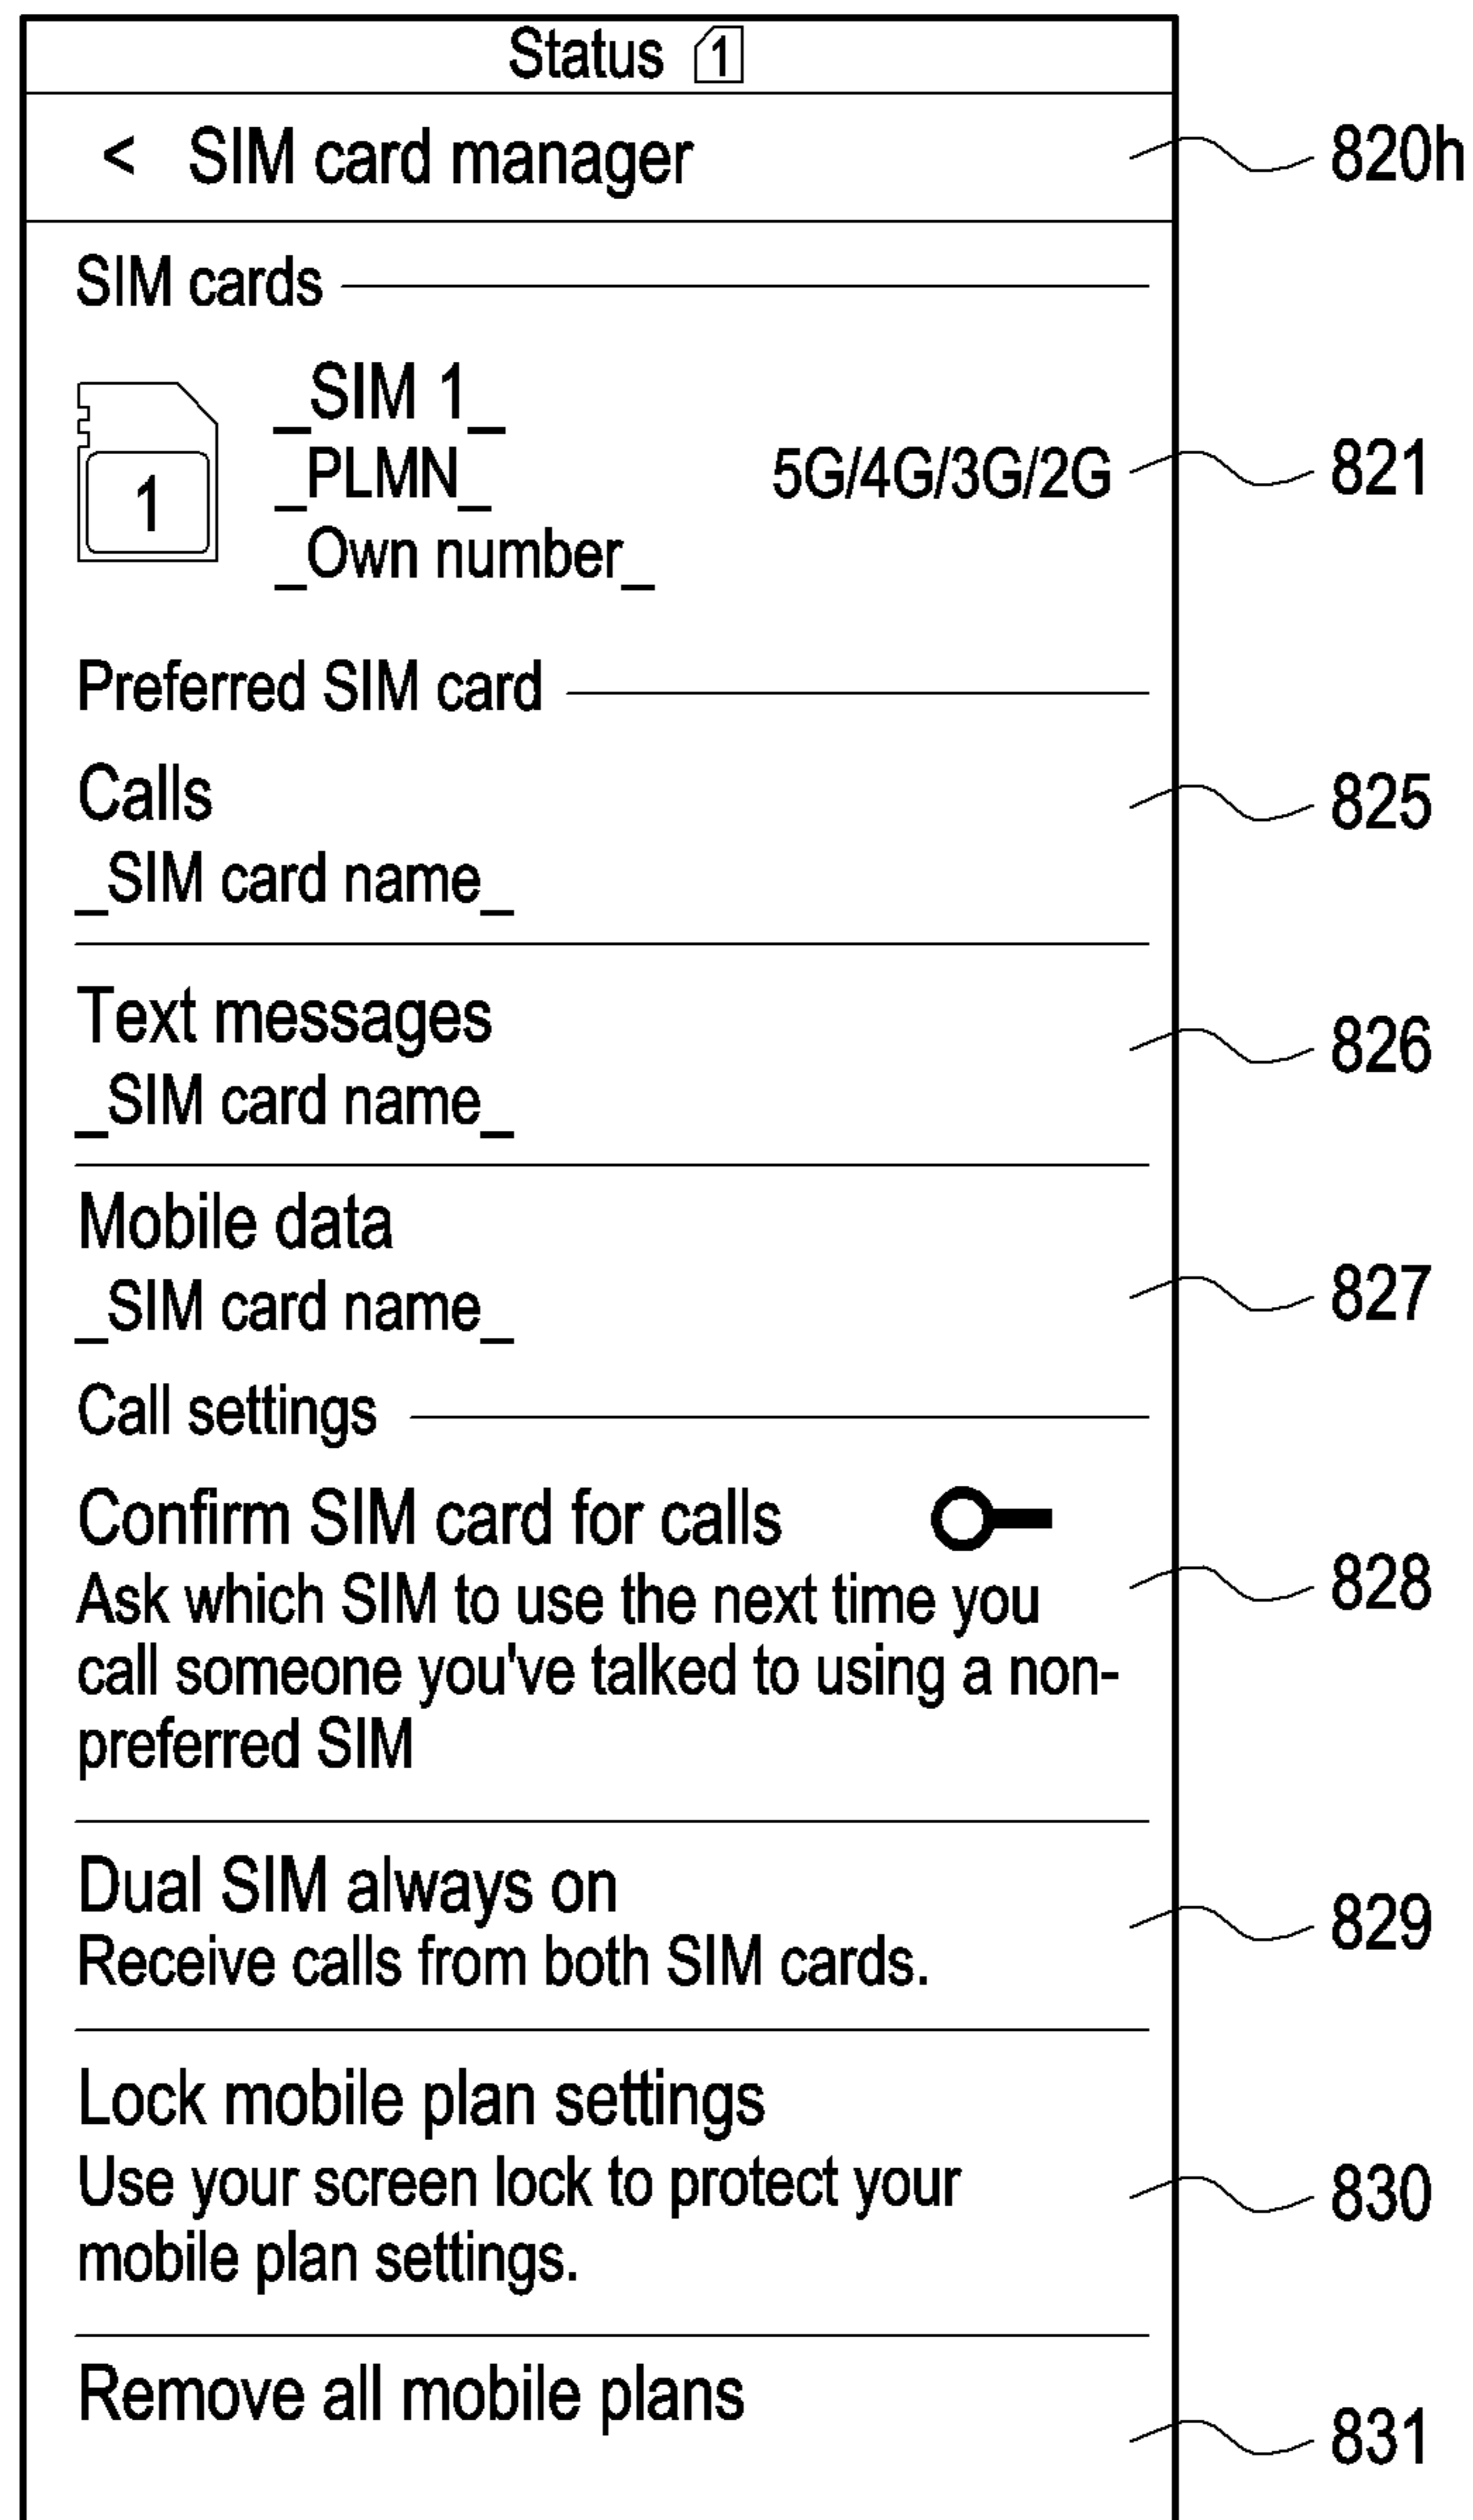 Status 1
< SIM card manager 820h
SIM cards
_SIM 1_
_PLMN_ 5G/4G/3G/2G 821
1
_Own number_
Preferred SIM card
Calls 825
_SIM card name_
Text messages 826
_SIM card name_
Mobile data 827
_SIM card name_
Call settings
Confirm SIM card for calls
Ask which SIM to use the next time you 828
call someone you've talked to using a non-
preferred SIM
Dual SIM always on 829
Receive calls from both SIM cards.
Lock mobile plan settings
Use your screen lock to protect your 830
mobile plan settings.
Remove all mobile plans
831